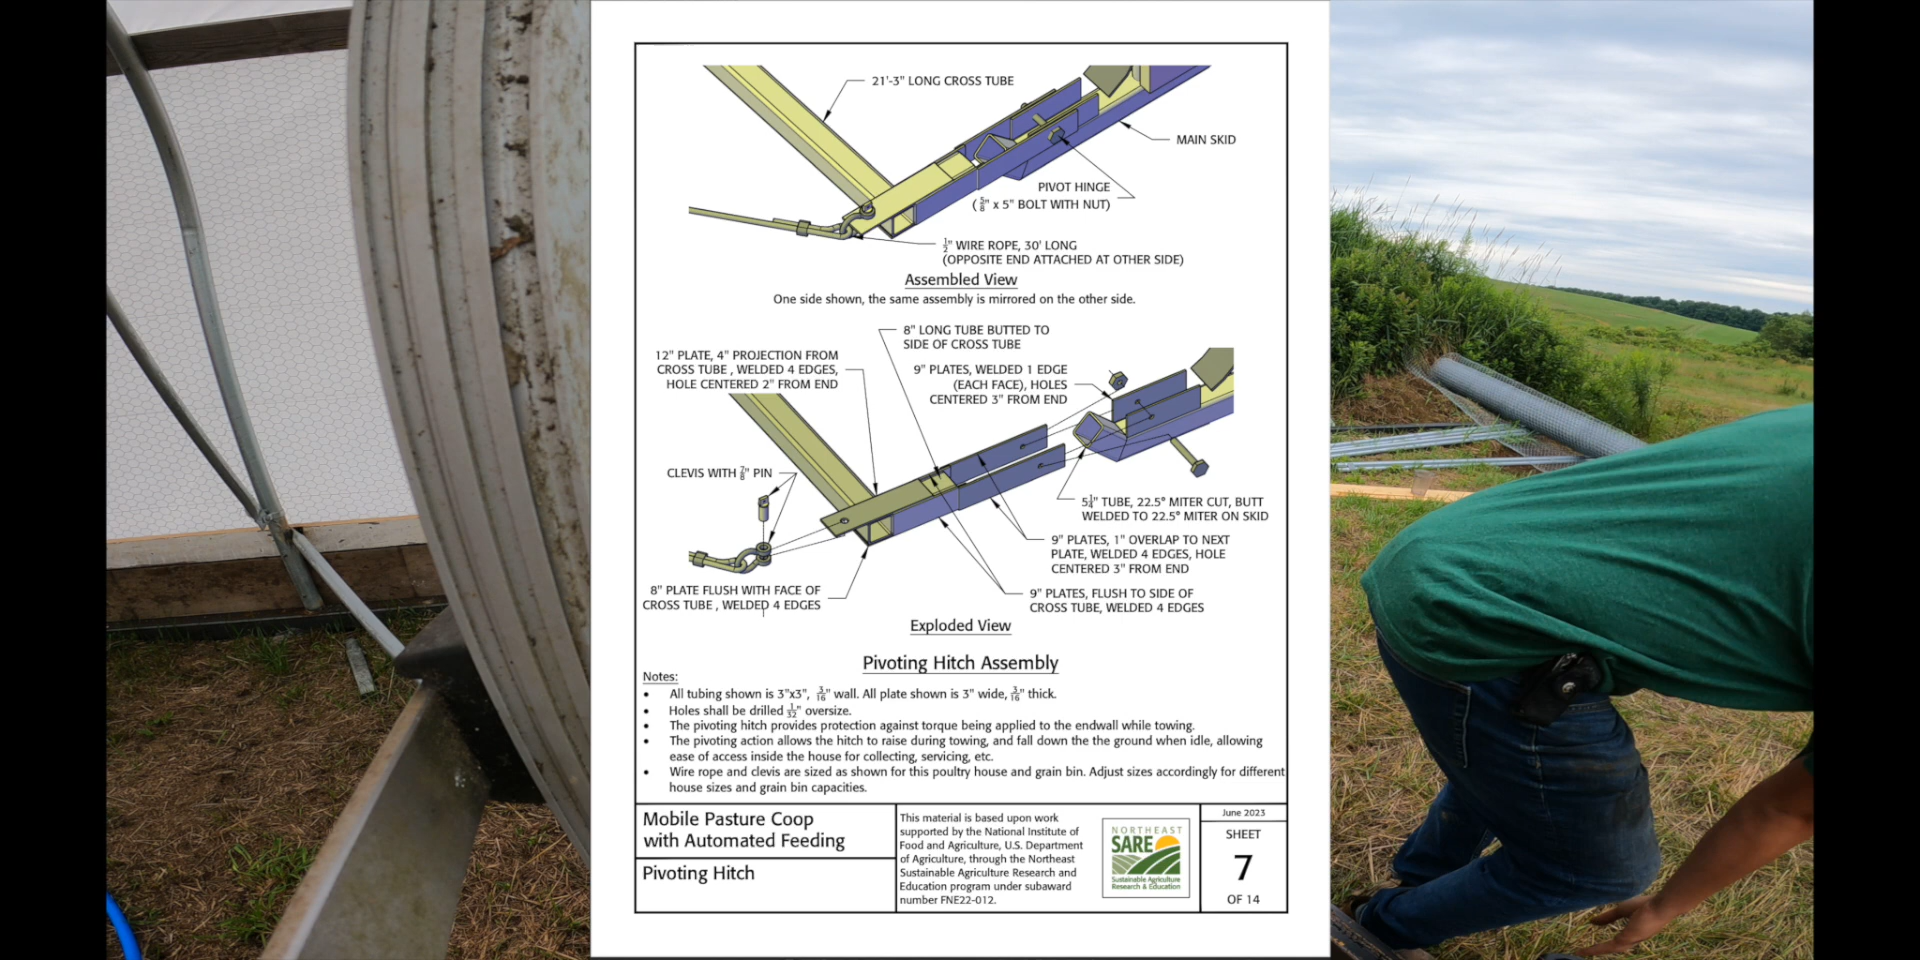 21'-3" LONG CROSS TUBE
MAIN SKID
PIVOT HINGE
(5/8" x 5" BOLT WITH NUT)
1/2" WIRE ROPE, 30' LONG
(OPPOSITE END ATTACHED AT OTHER SIDE)
Assembled View
One side shown, the same assembly is mirrored on the other side.
8" LONG TUBE BUTTED TO
SIDE OF CROSS TUBE
12" PLATE, 4" PROJECTION FROM
CROSS TUBE , WELDED 4 EDGES,
HOLE CENTERED 2" FROM END
9" PLATES, WELDED 1 EDGE
(EACH FACE), HOLES
CENTERED 3" FROM END
CLEVIS WITH 7/8" PIN
5 1/4" TUBE, 22.5° MITER CUT, BUTT
WELDED TO 22.5° MITER ON SKID
9" PLATES, 1" OVERLAP TO NEXT
PLATE, WELDED 4 EDGES, HOLE
CENTERED 3" FROM END
8" PLATE FLUSH WITH FACE OF
CROSS TUBE , WELDED 4 EDGES
9" PLATES, FLUSH TO SIDE OF
CROSS TUBE, WELDED 4 EDGES
Exploded View
Pivoting Hitch Assembly
Notes:
• All tubing shown is 3"x3", 3/16" wall. All plate shown is 3" wide, 3/16" thick.
• Holes shall be drilled 1/32" oversize.
• The pivoting hitch provides protection against torque being applied to the endwall while towing.
• The pivoting action allows the hitch to raise during towing, and fall down the the ground when idle, allowing
ease of access inside the house for collecting, servicing, etc.
• Wire rope and clevis are sized as shown for this poultry house and grain bin. Adjust sizes accordingly for different
house sizes and grain bin capacities.
Mobile Pasture Coop
with Automated Feeding
Pivoting Hitch
This material is based upon work
supported by the National Institute of
Food and Agriculture, U.S. Department
of Agriculture, through the Northeast
Sustainable Agriculture Research and
Education program under subaward
number FNE22-012.
NORTHEAST
SARE
Sustainable Agriculture
Research & Education
June 2023
SHEET
7
OF 14